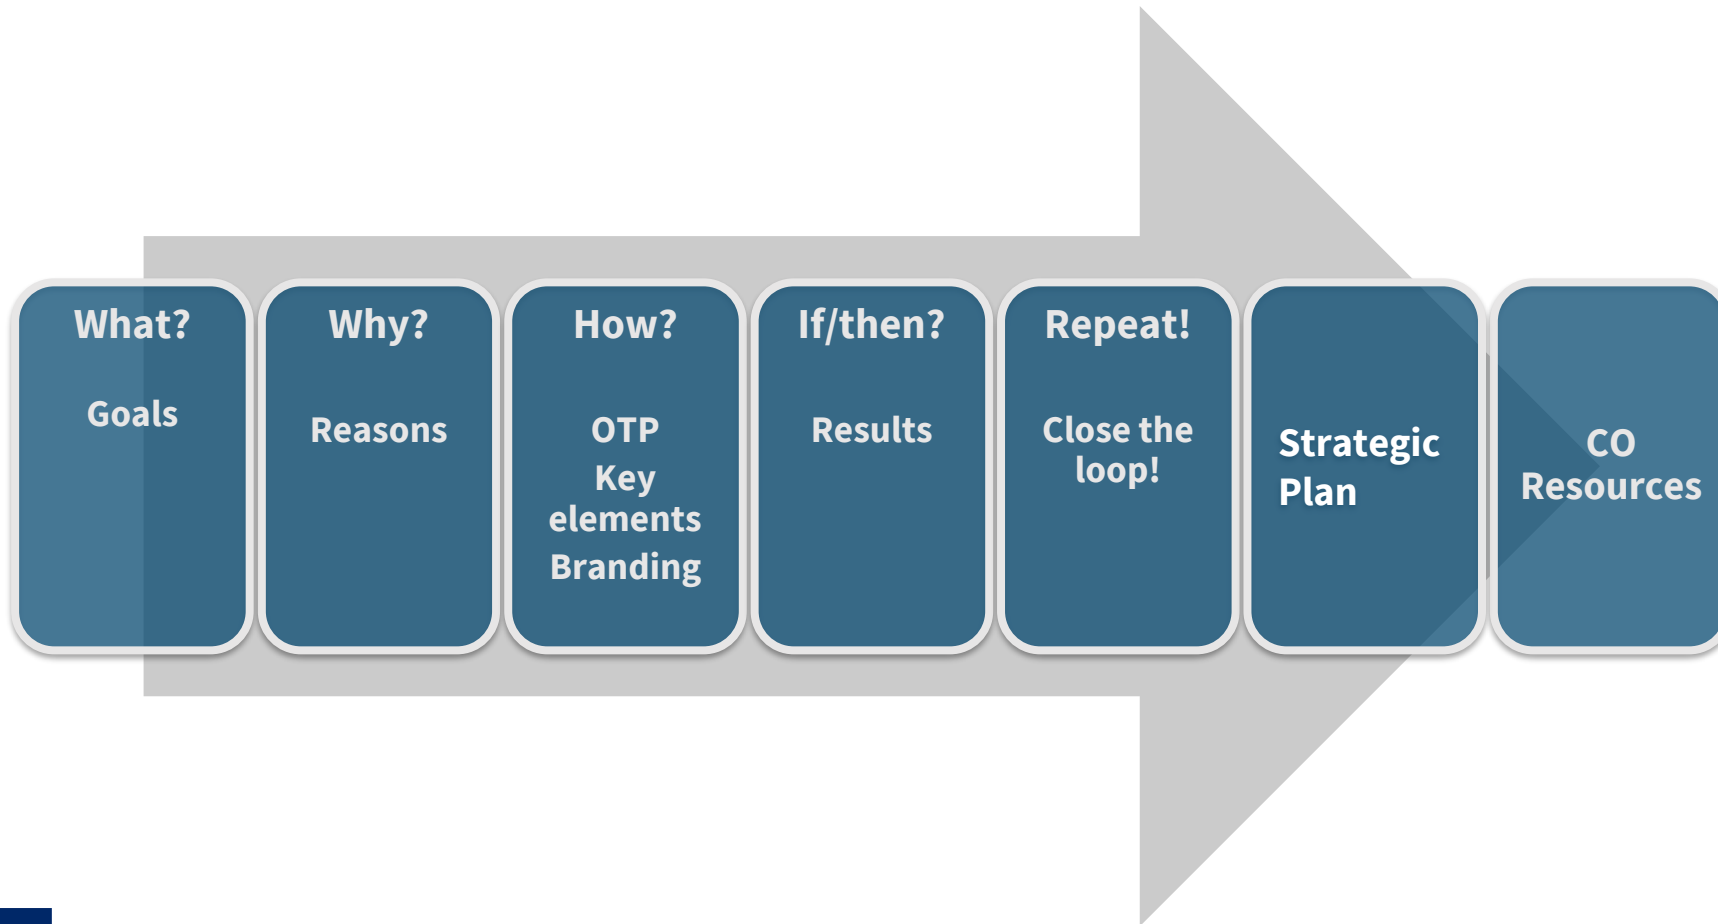 What?
Goals
Why?
Reasons
How?
OTP
Key
elements
Branding
If/then?
Results
Repeat!
Close the
loop!
Strategic
Plan
CO
Resources